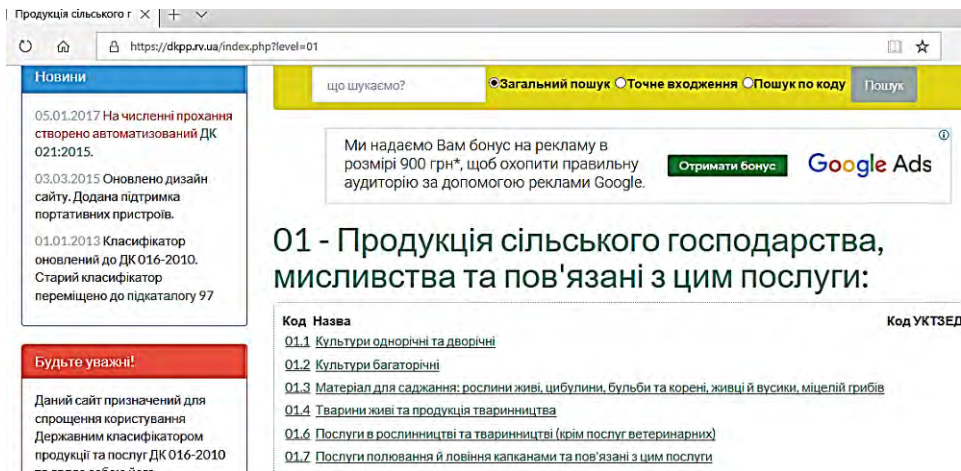 Продукція сільського г
https://dkpp.rv.ua/index.php?level=01
Новини
05.01.2017 На численні прохання
створено автоматизований ДК
021:2015.
03.03.2015 Оновлено дизайн
сайту. Додана підтримка
портативних пристроїв.
01.01.2013 Класифікатор
оновлений до ДК 016-2010.
Старий класифікатор
переміщено до підкаталогу 97
Будьте уважні!
Даний сайт призначений для
спрощення користування
Державним класифікатором
продукції та послуг ДК 016-2010
що шукаємо? Загальний пошук Точне входження Пошук по коду Пошук
Ми надаємо Вам бонус на рекламу в
розмірі 900 грн*, щоб охопити правильну
аудиторію за допомогою реклами Google.
Отримати бонус
Google Ads
01 - Продукція сільського господарства,
мисливства та пов'язані з цим послуги:
Код Назва Код УКТЗЕД
01.1 Культури однорічні та дворічні
01.2 Культури багаторічні
01.3 Матеріал для саджання: рослини живі, цибулини, бульби та корені, живці й вусики, міцелій грибів
01.4 Тварини живі та продукція тваринництва
01.6 Послуги в рослинництві та тваринництві (крім послуг ветеринарних)
01.7 Послуги полювання й ловіння капканами та пов'язані з цим послуги